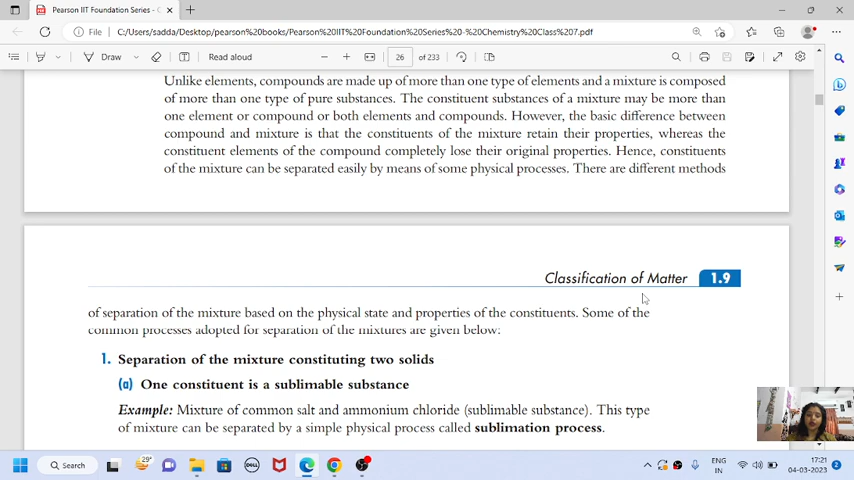 Pearson IIT Foundation Series - C
File
C:/Users/sadda/Desktop/pearson%20books/Pearson%20IIT%20Foundation%20Series%20-%20%20Chemistry%20Class%207.pdf
Draw
Read aloud
26 of 233
Unlike elements, compounds are made up of more than one type of elements and a mixture is composed
of more than one type of pure substances. The constituent substances of a mixture may be more than
one element or compound or both elements and compounds. However, the basic difference between
compound and mixture is that the constituents of the mixture retain their properties, whereas the
constituent elements of the compound completely lose their original properties. Hence, constituents
of the mixture can be separated easily by means of some physical processes. There are different methods
Classification of Matter 1.9
of separation of the mixture based on the physical state and properties of the constituents. Some of the
common processes adopted for separation of the mixtures are given below:
1. Separation of the mixture constituting two solids
(a) One constituent is a sublimable substance
Example: Mixture of common salt and ammonium chloride (sublimable substance). This type
of mixture can be separated by a simple physical process called sublimation process.
Search
29°
DELL
ENG
IN
17:21
04-03-2023
2